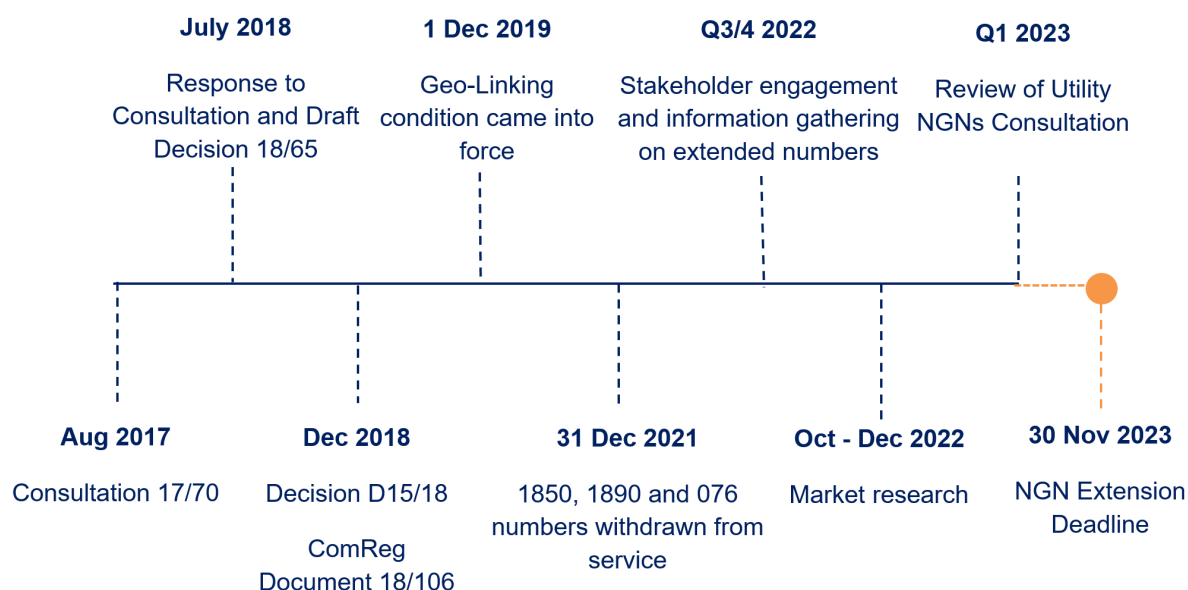 July 2018
Response to
Consultation and Draft
Decision 18/65
1 Dec 2019
Geo-Linking
condition came into
force
Q3/4 2022
Stakeholder engagement
and information gathering
on extended numbers
Q1 2023
Review of Utility
NGNs Consultation
Aug 2017
Consultation 17/70
Dec 2018
Decision D15/18
ComReg
Document 18/106
31 Dec 2021
1850, 1890 and 076
numbers withdrawn from
service
Oct - Dec 2022
Market research
30 Nov 2023
NGN Extension
Deadline